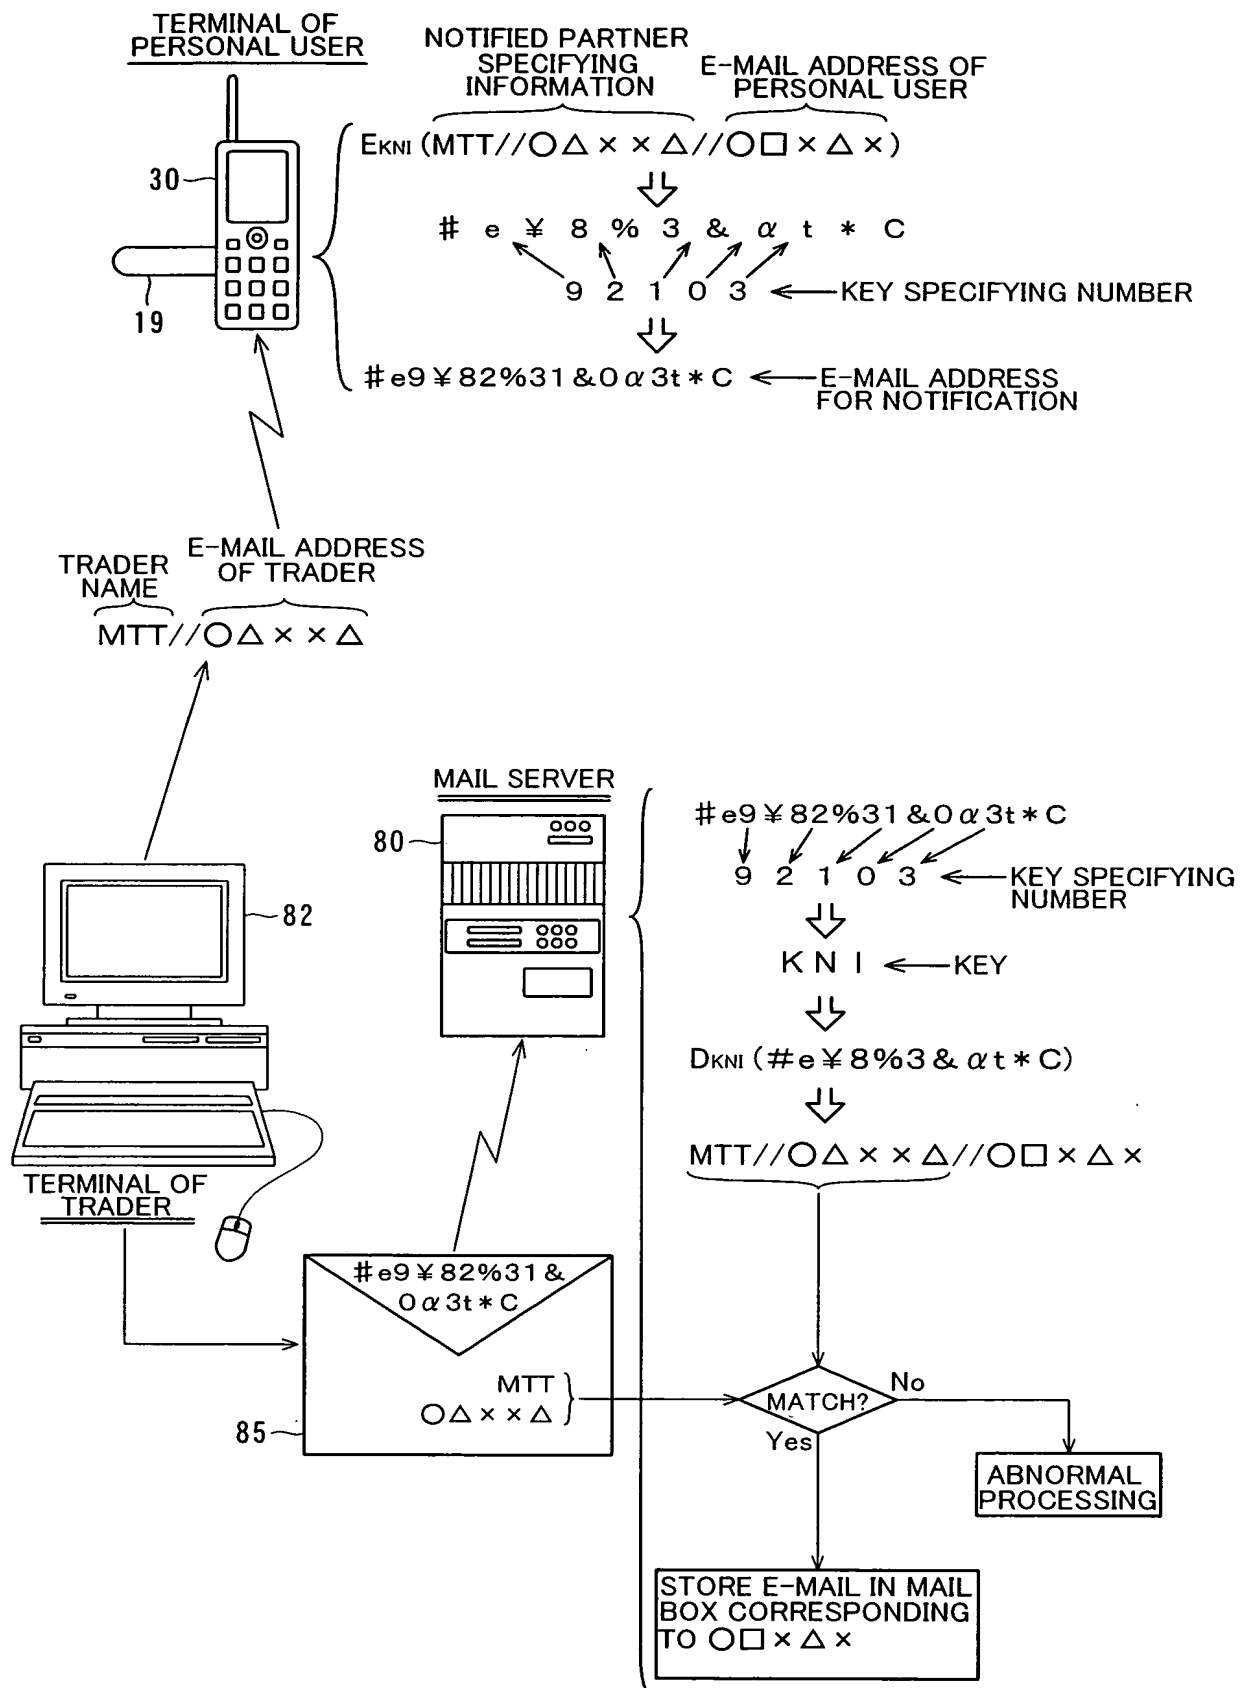 TERMINAL OF
PERSONAL USER
NOTIFIED PARTNER
SPECIFYING
INFORMATION
E-MAIL ADDRESS OF
PERSONAL USER
EKNI (MTT//○△××△//○□×△×)
30
# e ¥ 8 % 3 & α t * C
9 2 1 0 3
KEY SPECIFYING NUMBER
19
#e9¥82%31&0α3t*C
E-MAIL ADDRESS
FOR NOTIFICATION
TRADER
NAME
E-MAIL ADDRESS
OF TRADER
MTT//○△××△
MAIL SERVER
80
82
#e9¥82%31&0α3t*C
9 2 1 0 3
KEY SPECIFYING
NUMBER
KNI
KEY
DKNI (#e¥8%3&αt*C)
MTT//○△××△//○□×△×
TERMINAL OF
TRADER
#e9¥82%31&
0α3t*C
MTT
○△××△
85
MATCH?
No
Yes
ABNORMAL
PROCESSING
STORE E-MAIL IN MAIL
BOX CORRESPONDING
TO ○□×△×